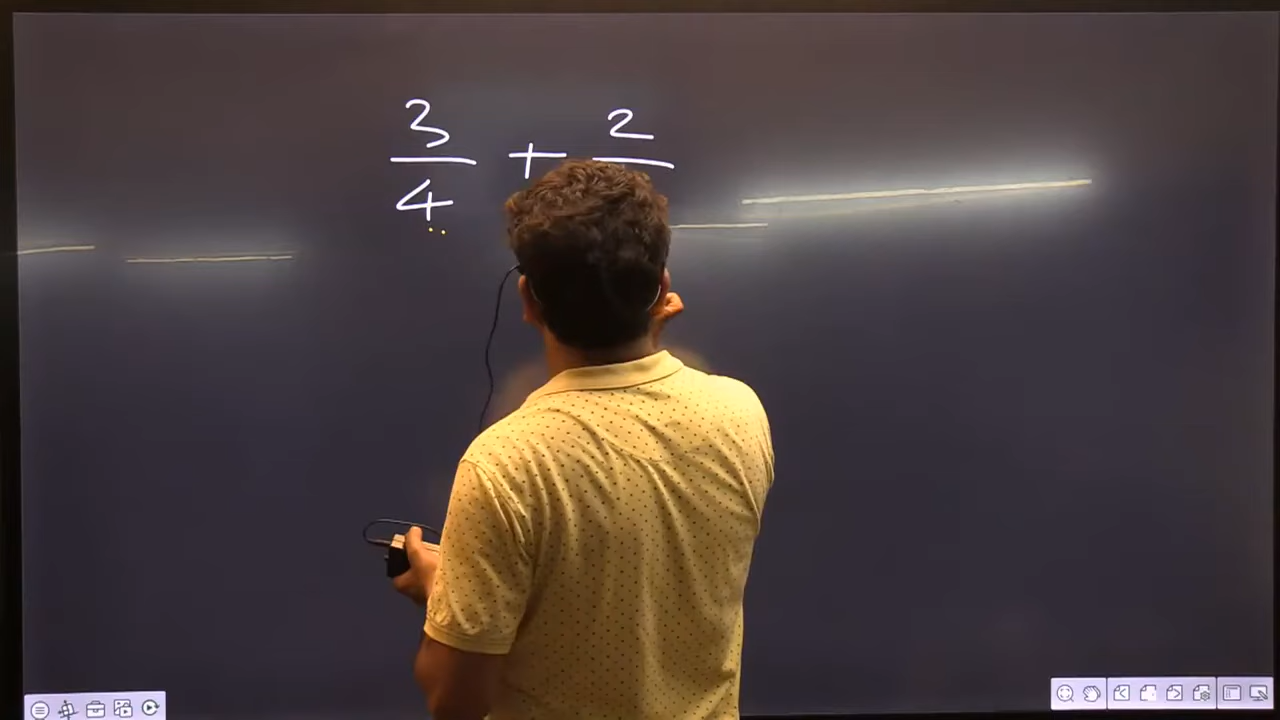 3 2
— + —
4